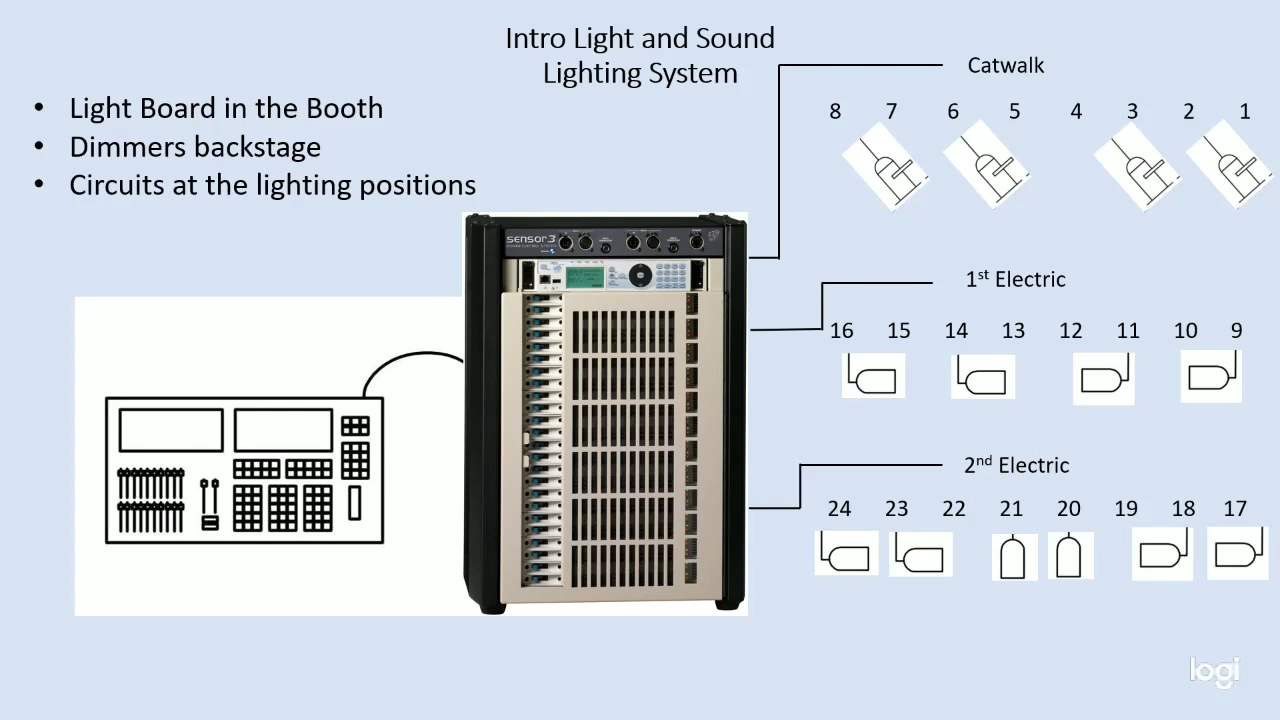 Intro Light and Sound
Lighting System
• Light Board in the Booth
• Dimmers backstage
• Circuits at the lighting positions
Catwalk
8 7 6 5 4 3 2 1
sensor3
1st Electric
16 15 14 13 12 11 10 9
2nd Electric
24 23 22 21 20 19 18 17
logi